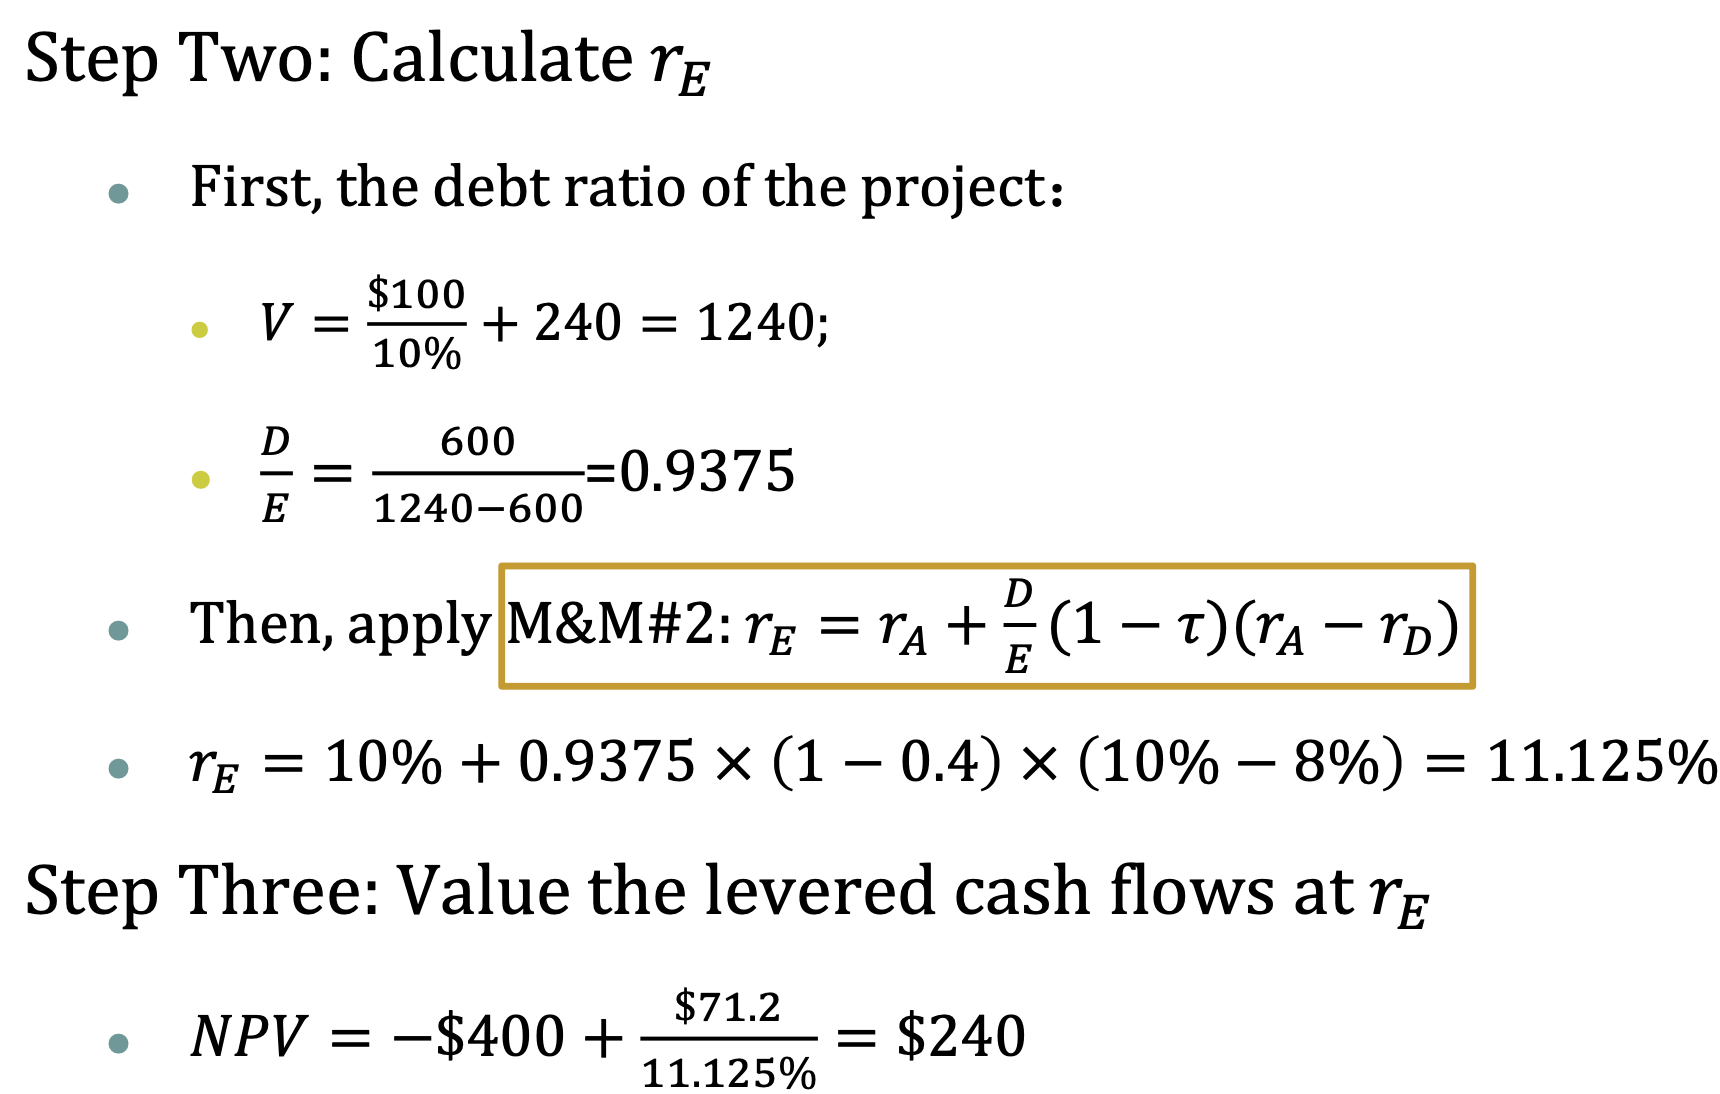 Step Two: Calculate r_E
• First, the debt ratio of the project：
• V = $100/10% + 240 = 1240;
• D/E = 600/(1240−600) =0.9375
• Then, apply M&M#2: r_E = r_A + D/E (1 − τ)(r_A − r_D)
• r_E = 10% + 0.9375 × (1 − 0.4) × (10% − 8%) = 11.125%
Step Three: Value the levered cash flows at r_E
• NPV = −$400 + $71.2/11.125% = $240